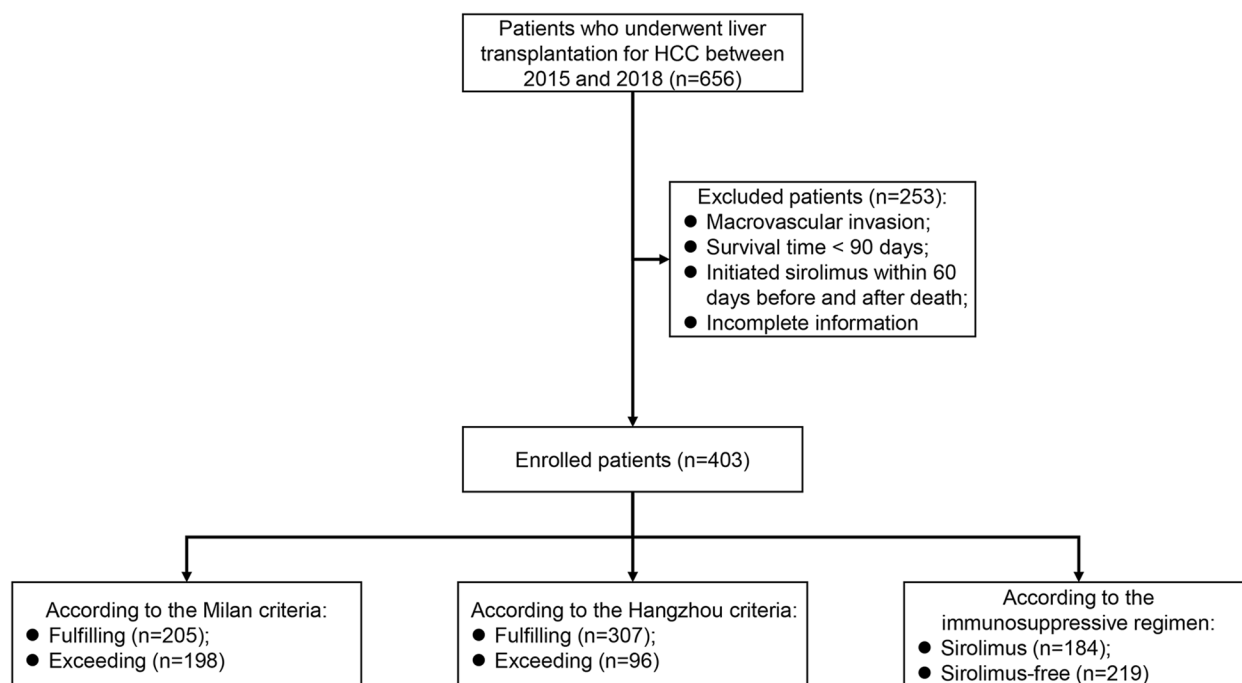 Patients who underwent liver
transplantation for HCC between
2015 and 2018 (n=656)
Excluded patients (n=253):
● Macrovascular invasion;
● Survival time < 90 days;
● Initiated sirolimus within 60
days before and after death;
● Incomplete information
Enrolled patients (n=403)
According to the Milan criteria:
● Fulfilling (n=205);
● Exceeding (n=198)
According to the Hangzhou criteria:
● Fulfilling (n=307);
● Exceeding (n=96)
According to the
immunosuppressive regimen:
● Sirolimus (n=184);
● Sirolimus-free (n=219)